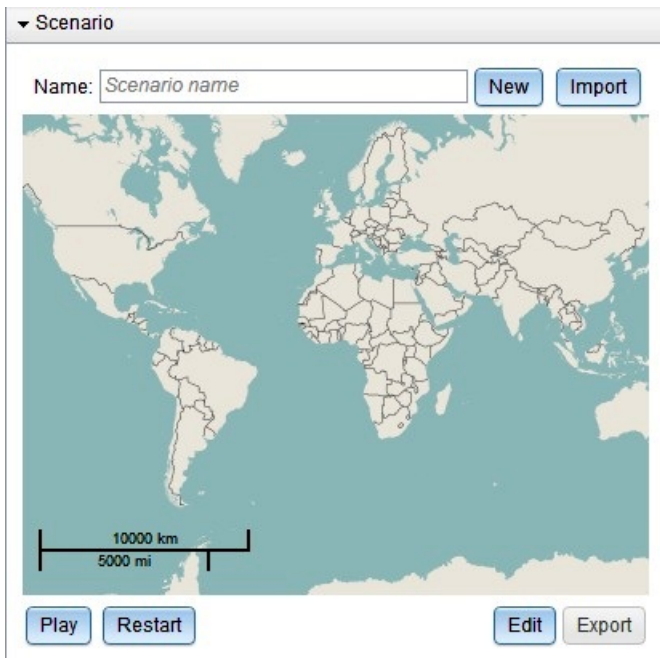 Scenario
Name: Scenario name New Import
10000 km
5000 mi
Play Restart Edit Export